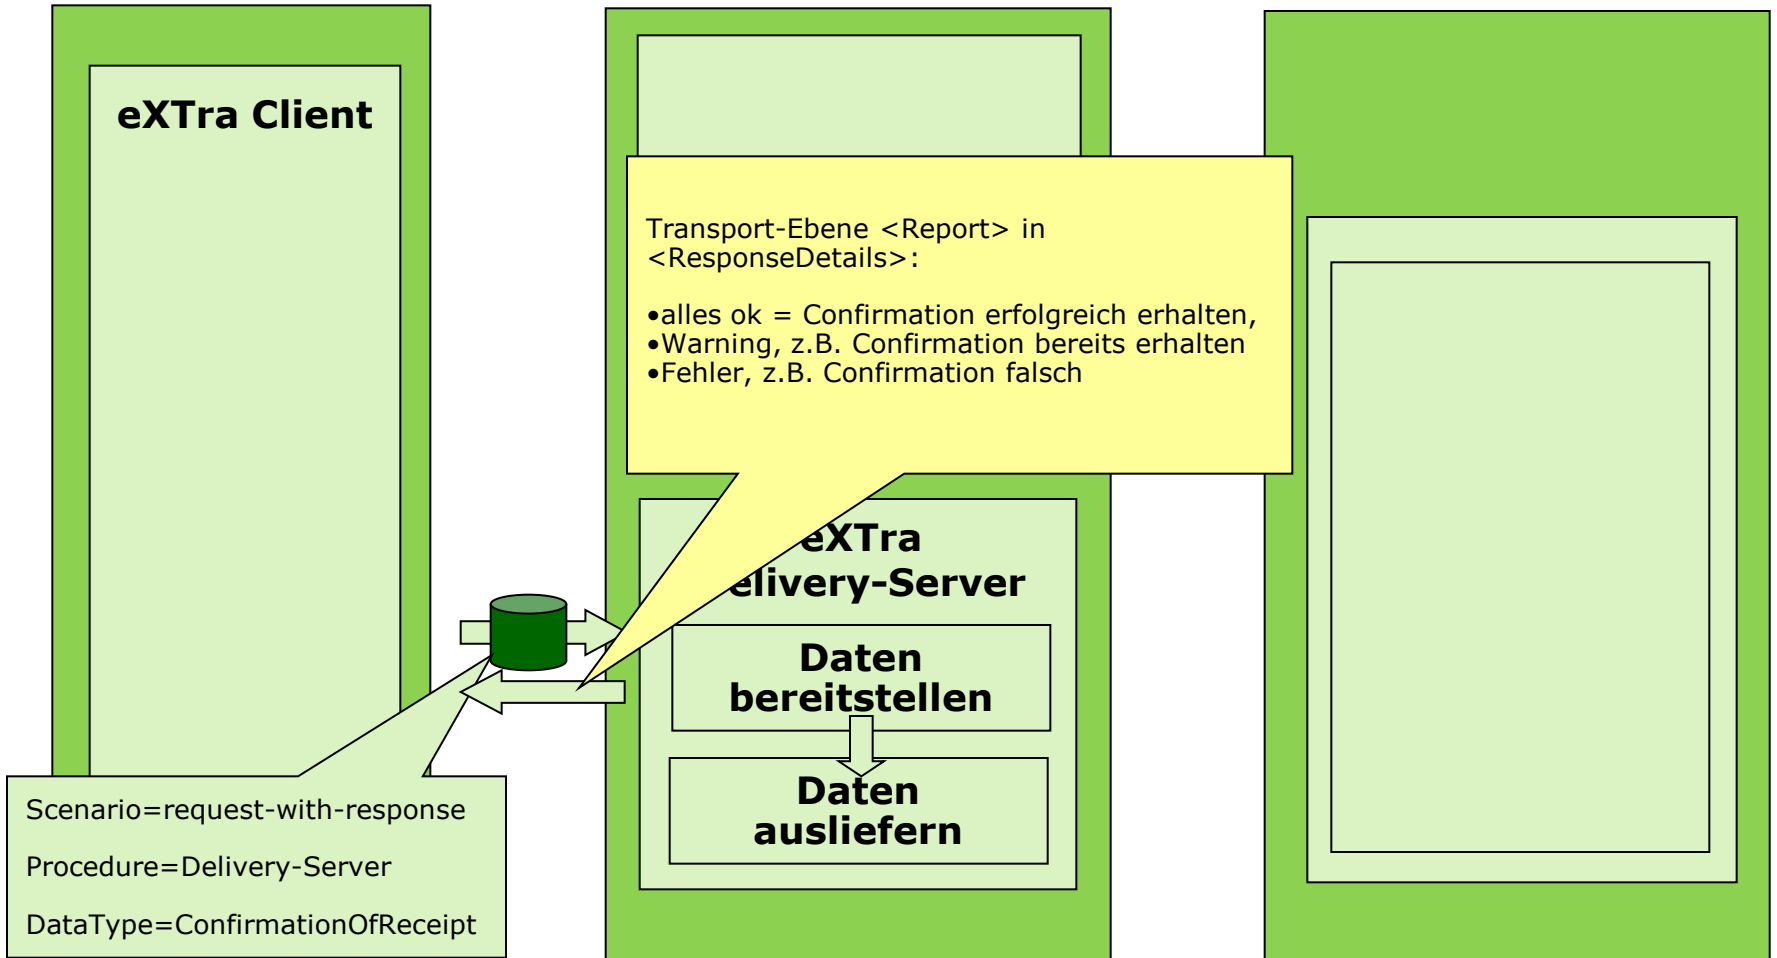 eXTra Client
Transport-Ebene <Report> in
<ResponseDetails>:
•alles ok = Confirmation erfolgreich erhalten,
•Warning, z.B. Confirmation bereits erhalten
•Fehler, z.B. Confirmation falsch
eXTra
elivery-Server
Daten
bereitstellen
Daten
ausliefern
Scenario=request-with-response
Procedure=Delivery-Server
DataType=ConfirmationOfReceipt